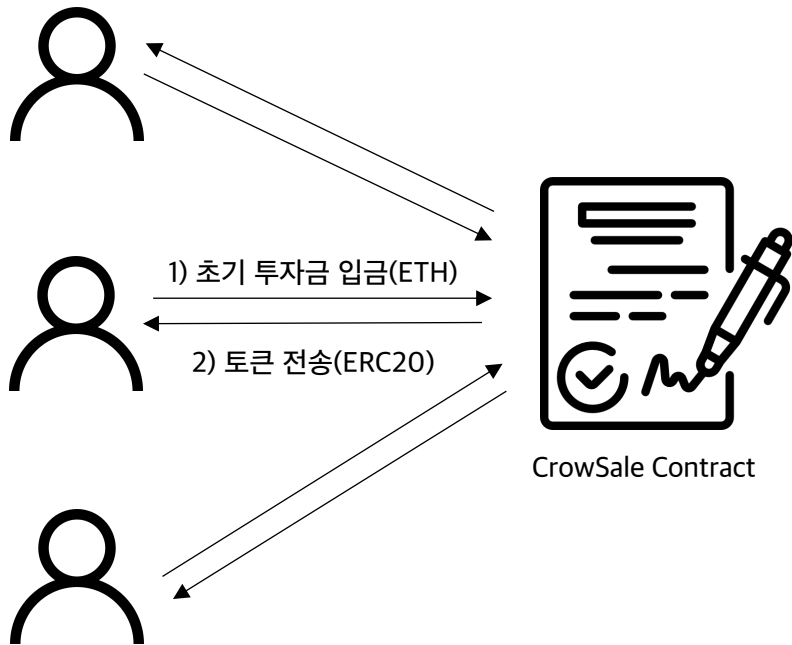 1) 초기 투자금 입금(ETH)
2) 토큰 전송(ERC20)
CrowSale Contract